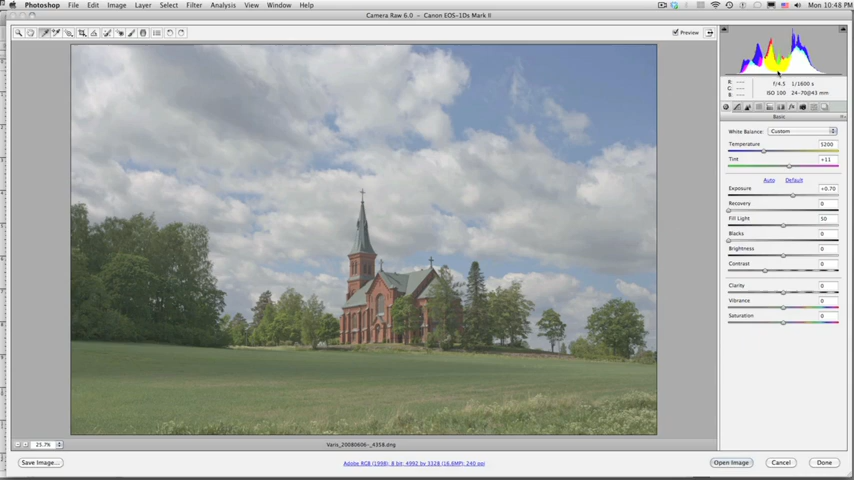 Photoshop File Edit Image Layer Select Filter Analysis View Window Help Mon 10:48 PM
Camera Raw 6.0 – Canon EOS-1Ds Mark II
Preview
R: ---
G: ---
B: ---
f/4.5 1/1600 s
ISO 100 24-70@43 mm
Basic
White Balance: Custom
Temperature 5200
Tint +11
Auto Default
Exposure +0.70
Recovery 0
Fill Light 50
Blacks 0
Brightness 0
Contrast 0
Clarity 0
Vibrance 0
Saturation 0
25.7% Varis_20080606-_4358.dng
Save Image... Adobe RGB (1998); 8 bit; 4992 by 3328 (16.6MP); 240 ppi Open Image Cancel Done